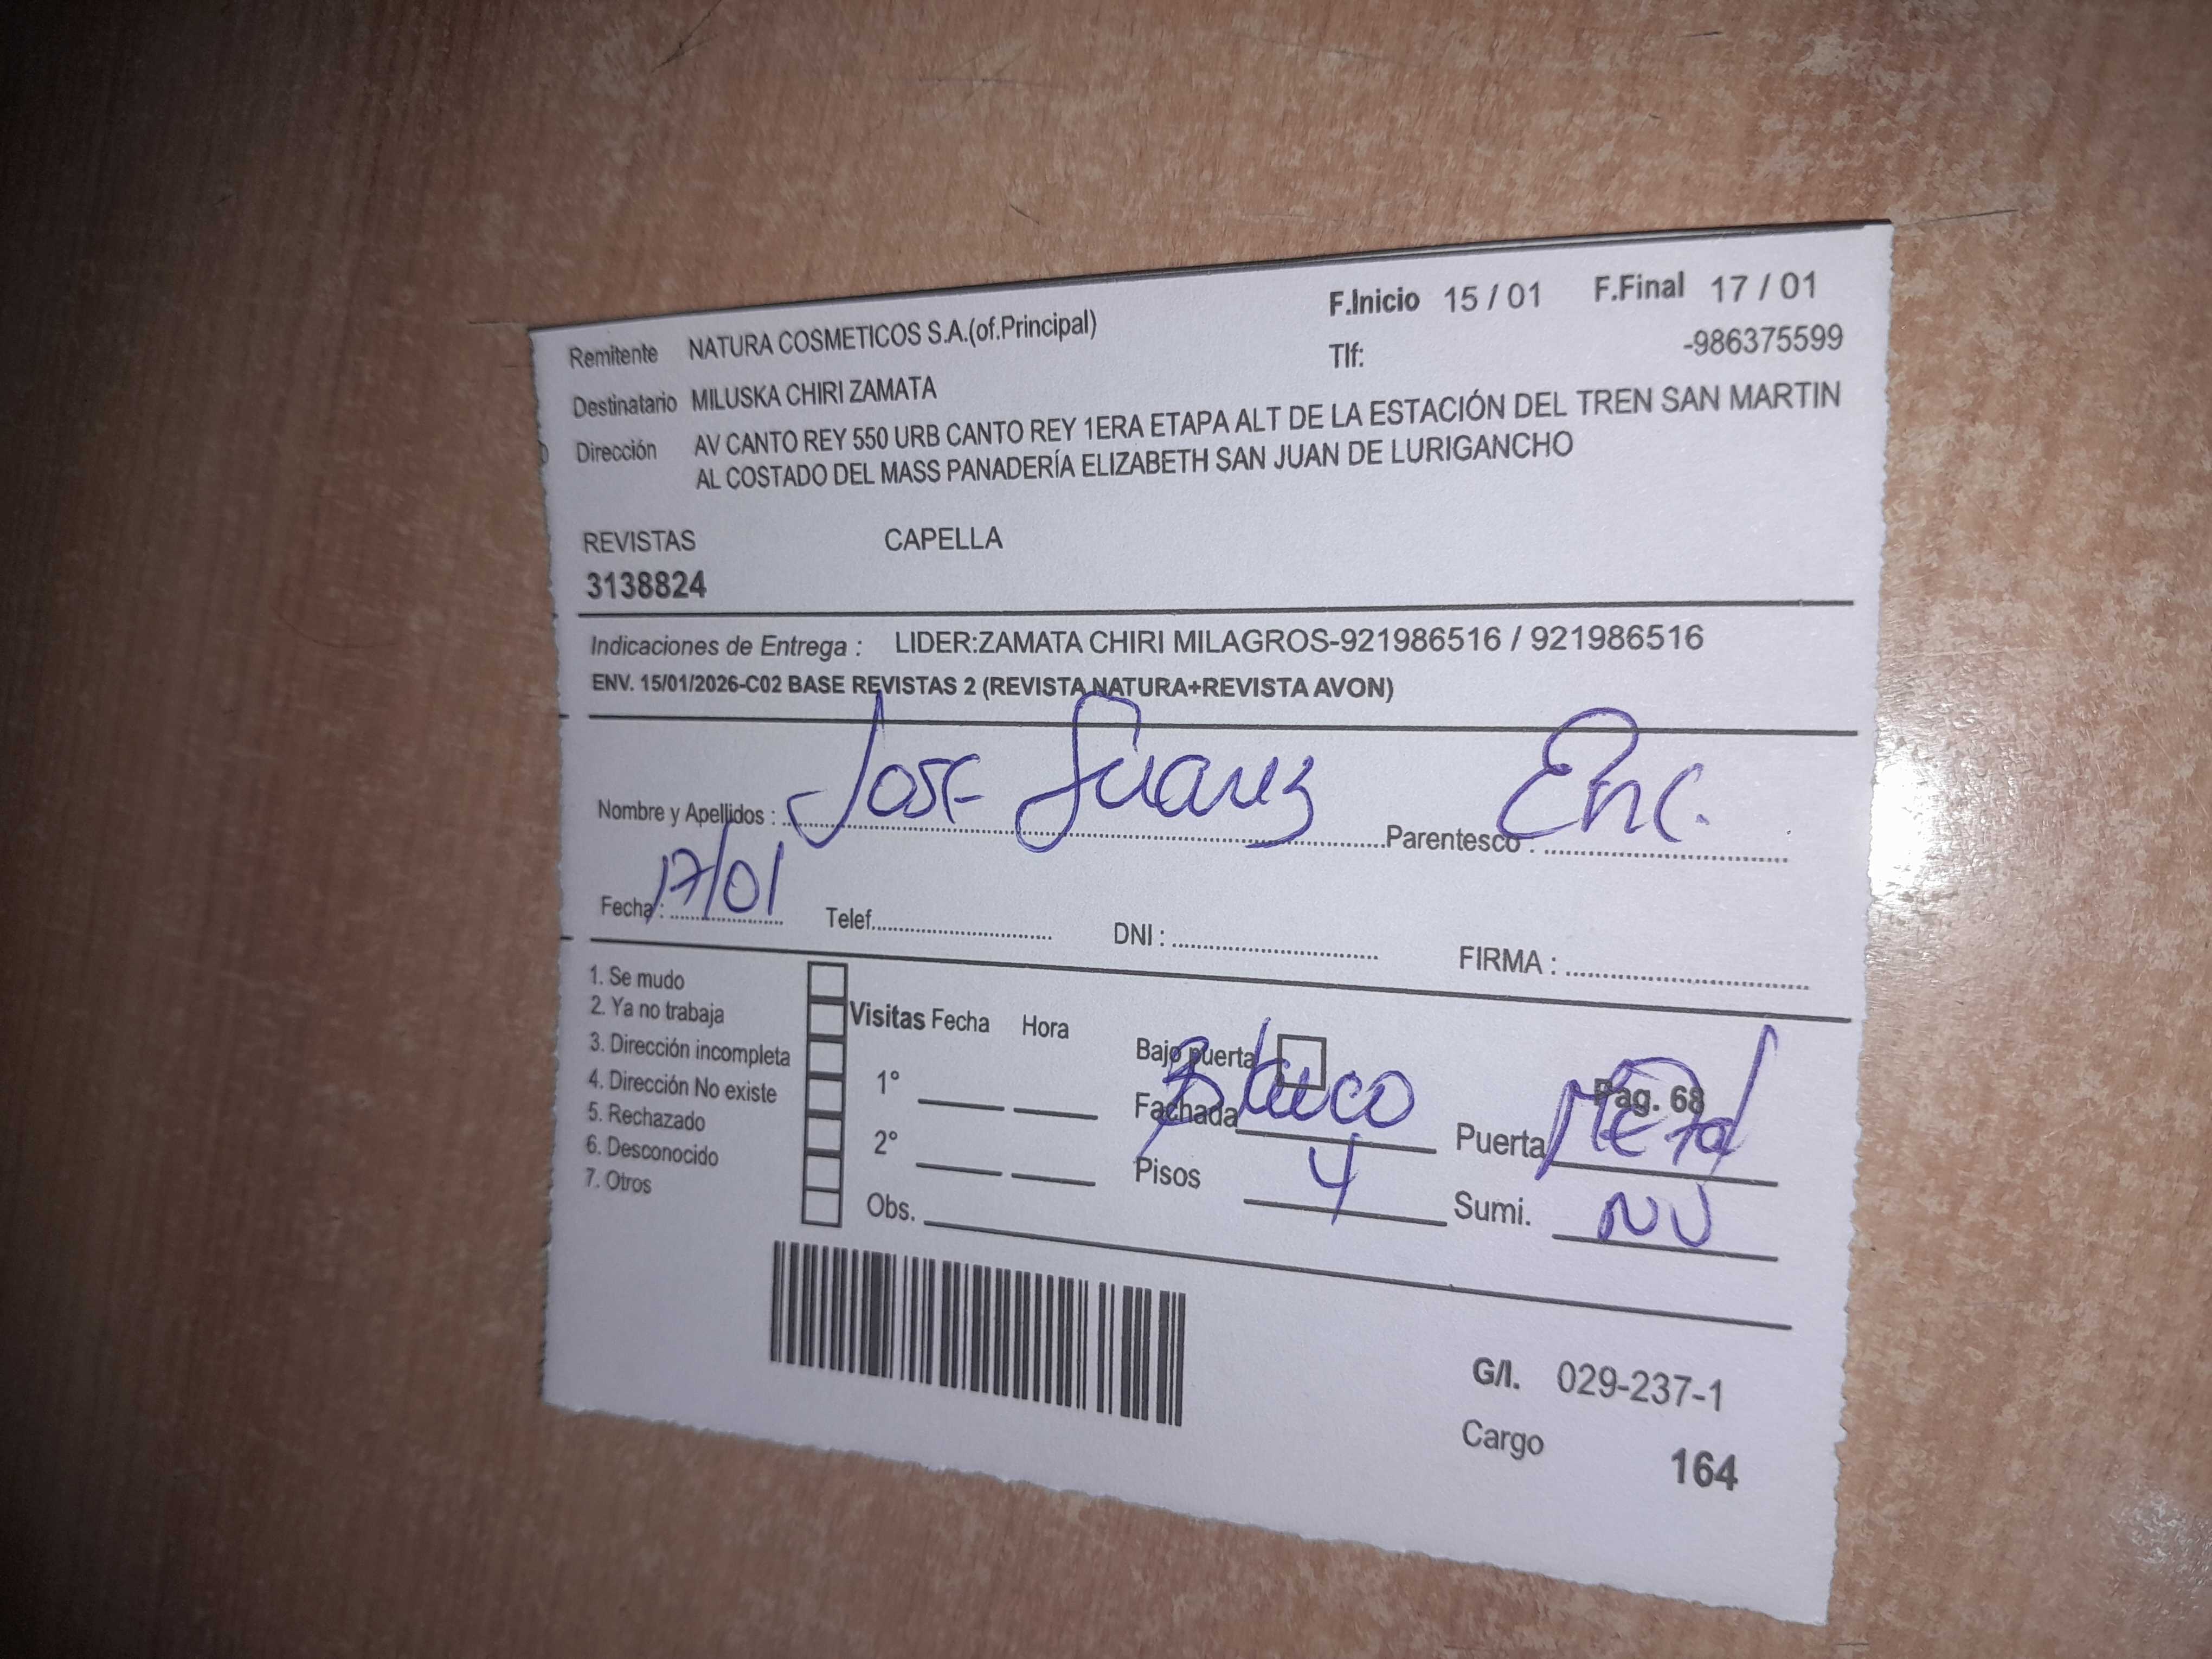 Remitente NATURA COSMETICOS S.A.(of.Principal) F.Inicio 15 / 01 F.Final 17 / 01
Tlf: -986375599
Destinatario MILUSKA CHIRI ZAMATA
Dirección AV CANTO REY 550 URB CANTO REY 1ERA ETAPA ALT DE LA ESTACIÓN DEL TREN SAN MARTIN
AL COSTADO DEL MASS PANADERÍA ELIZABETH SAN JUAN DE LURIGANCHO
REVISTAS CAPELLA
3138824
Indicaciones de Entrega : LIDER:ZAMATA CHIRI MILAGROS-921986516 / 921986516
ENV. 15/01/2026-C02 BASE REVISTAS 2 (REVISTA NATURA+REVISTA AVON)
Nombre y Apellidos : Jose Suarez Parentesco : Enc.
Fecha : 17/01 Telef. DNI : FIRMA :
1. Se mudo
2. Ya no trabaja
3. Dirección incompleta
4. Dirección No existe
5. Rechazado
6. Desconocido
7. Otros
Visitas Fecha Hora
1°
2°
Obs.
Bajo puerta
Fachada Blanco Puerta Metal
Pag. 68
Pisos 4 Sumi. NV
G/I. 029-237-1
Cargo 164